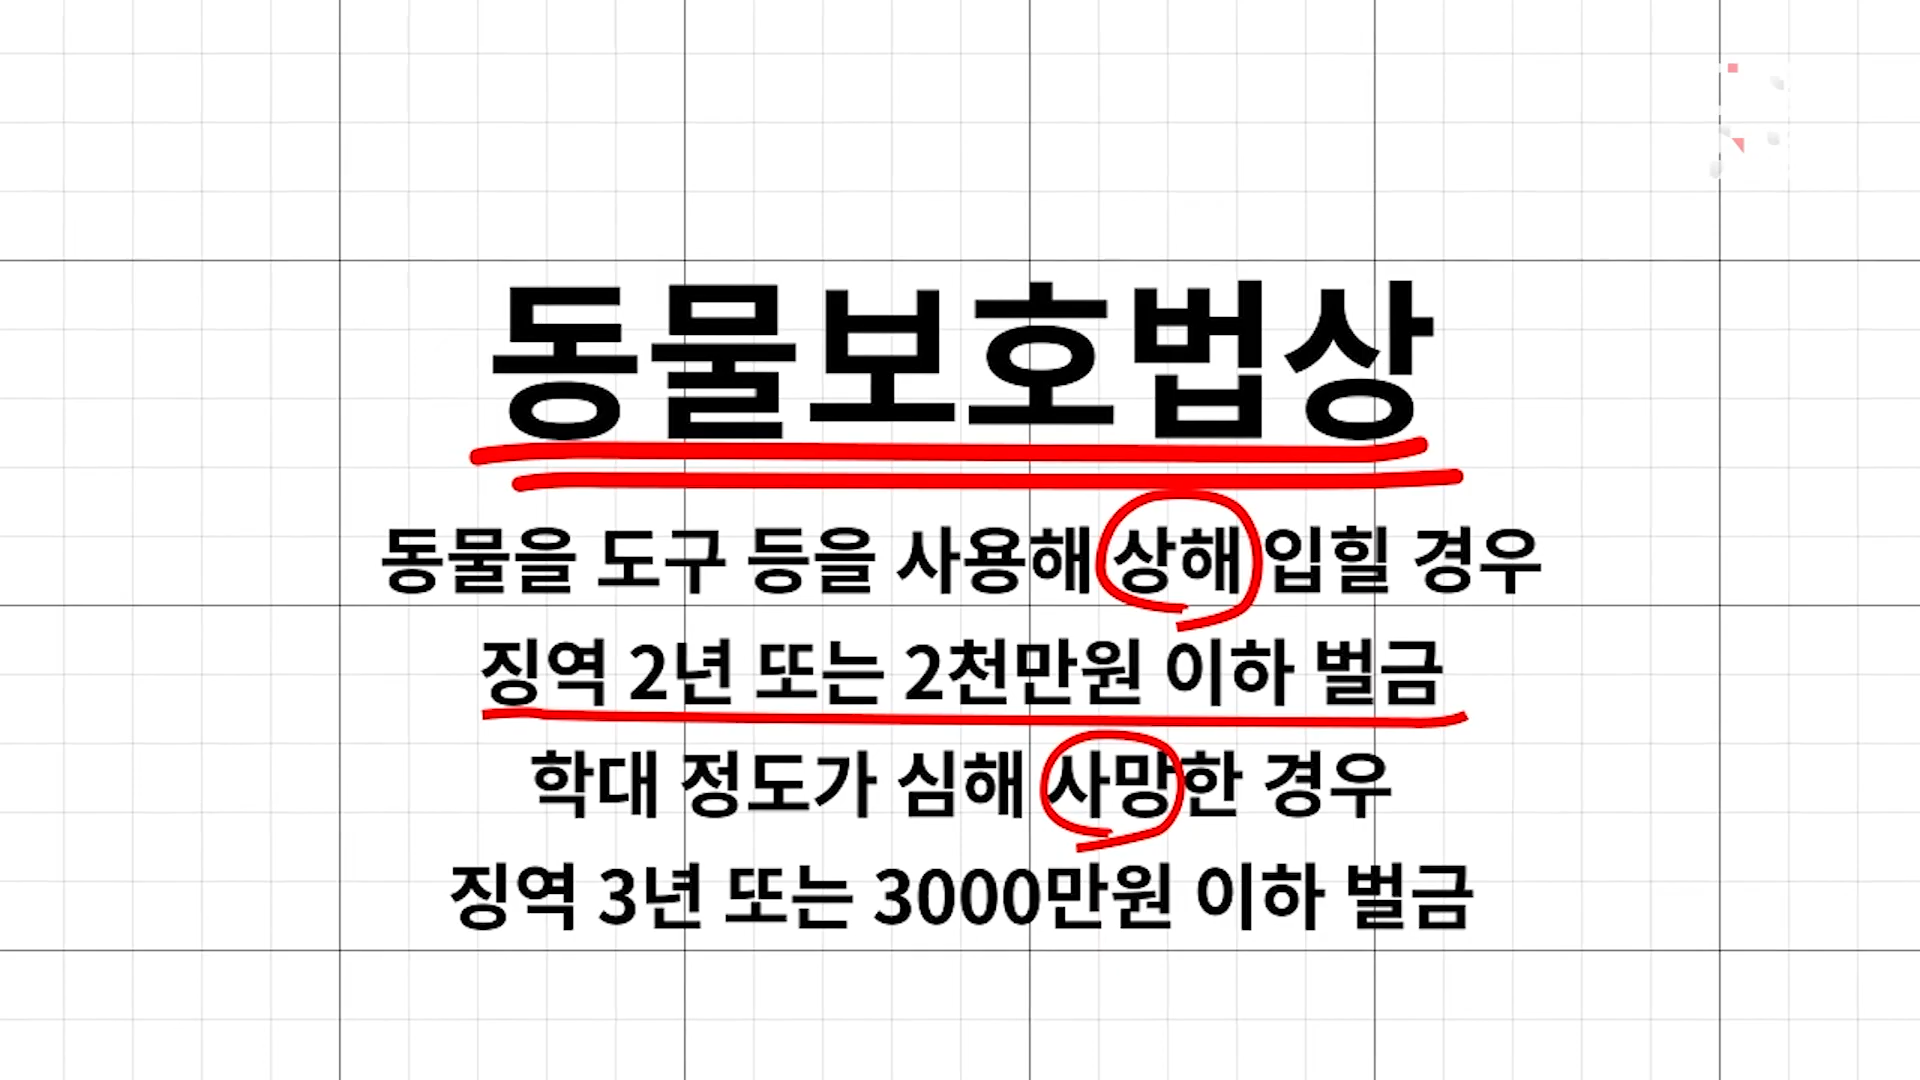 동물보호법상
동물을 도구 등을 사용해 상해 입힐 경우
징역 2년 또는 2천만원 이하 벌금
학대 정도가 심해 사망한 경우
징역 3년 또는 3000만원 이하 벌금